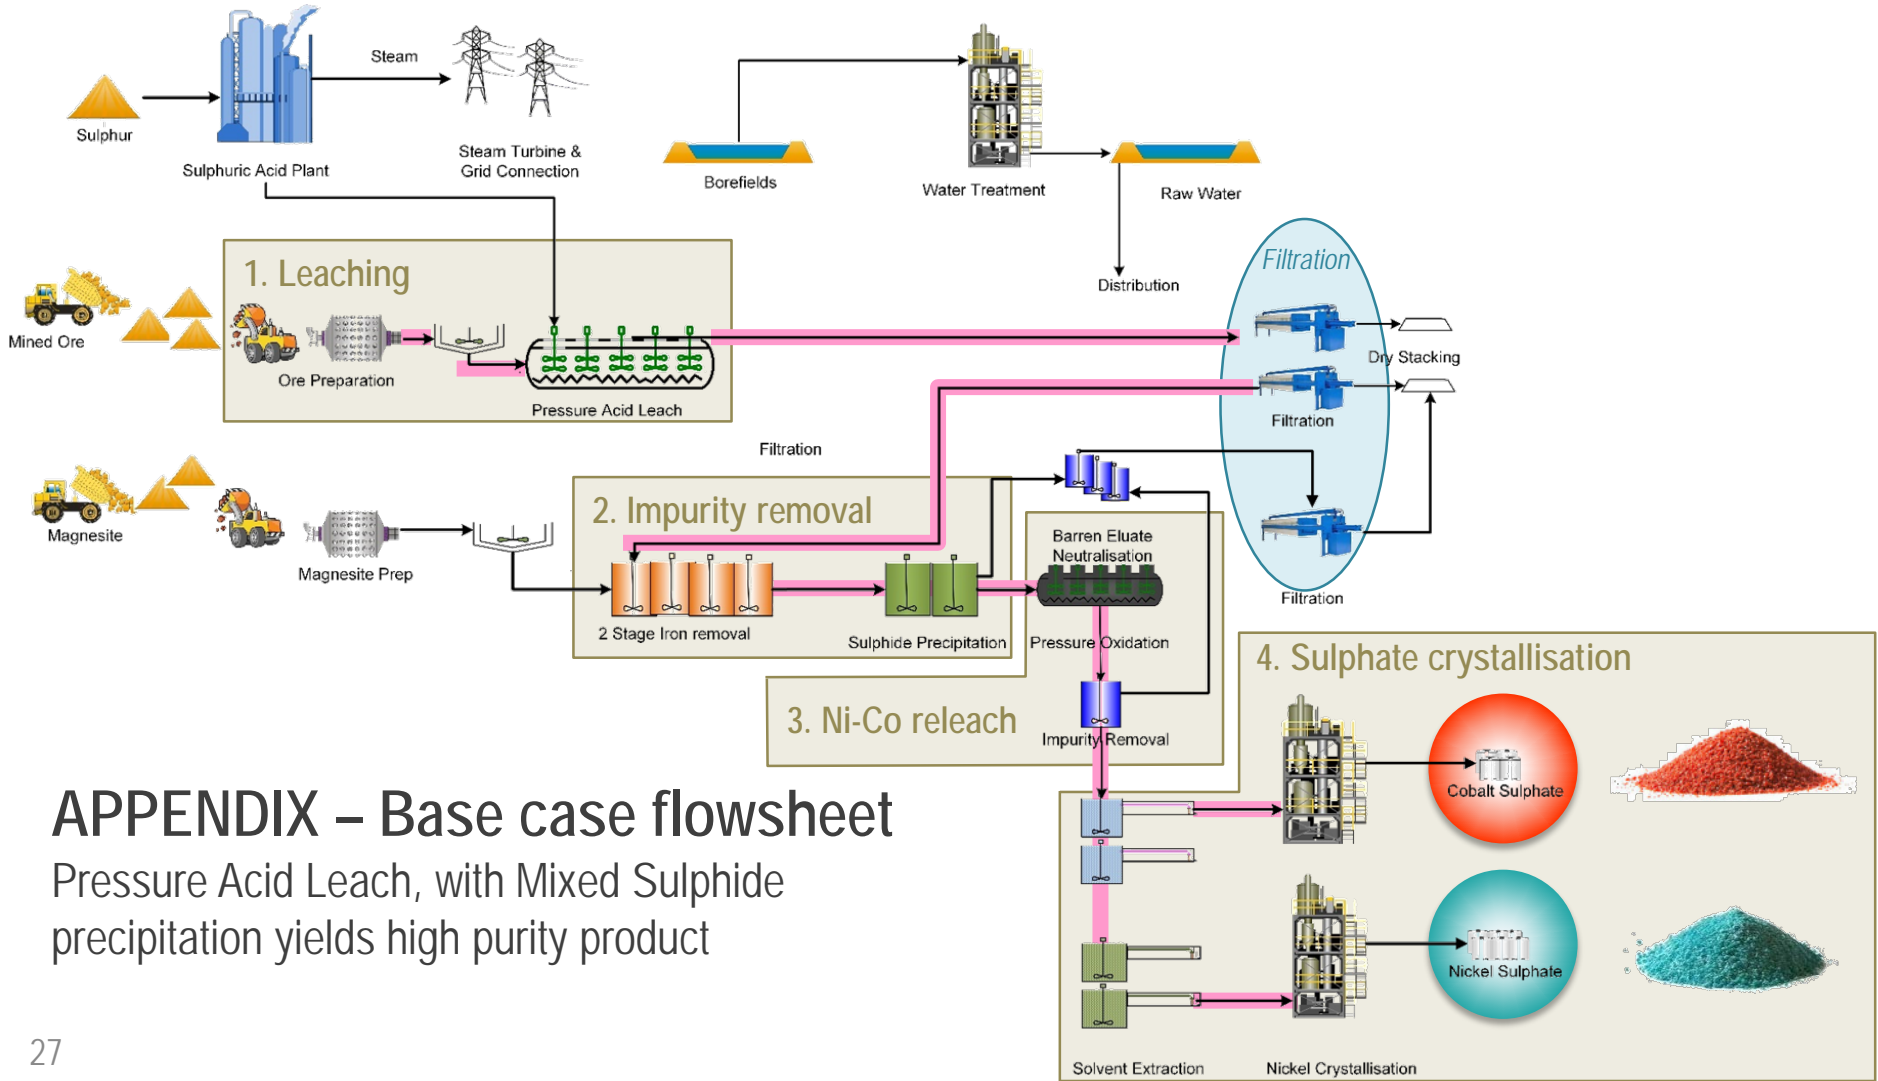 Steam
Sulphur
Sulphuric Acid Plant
Steam Turbine &
Grid Connection
Borefields
Water Treatment
Raw Water
Distribution
1. Leaching
Filtration
Mined Ore
Ore Preparation
Pressure Acid Leach
Dry Stacking
Filtration
Filtration
Magnesite
Magnesite Prep
2. Impurity removal
Barren Eluate
Neutralisation
2 Stage Iron removal
Sulphide Precipitation
Pressure Oxidation
Filtration
3. Ni-Co releach
Impurity Removal
4. Sulphate crystallisation
Cobalt Sulphate
Nickel Sulphate
Solvent Extraction
Nickel Crystallisation
APPENDIX – Base case flowsheet
Pressure Acid Leach, with Mixed Sulphide
precipitation yields high purity product
27